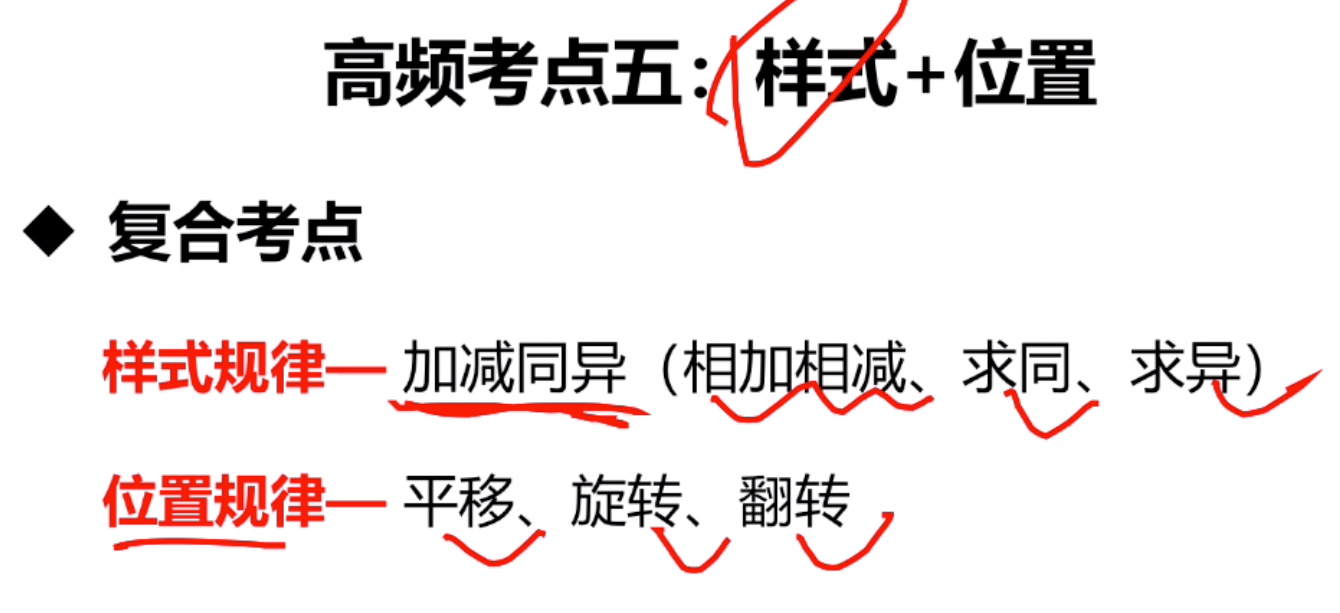 高频考点五：样式+位置
◆ 复合考点
样式规律— 加减同异（相加相减、求同、求异）
位置规律— 平移、旋转、翻转